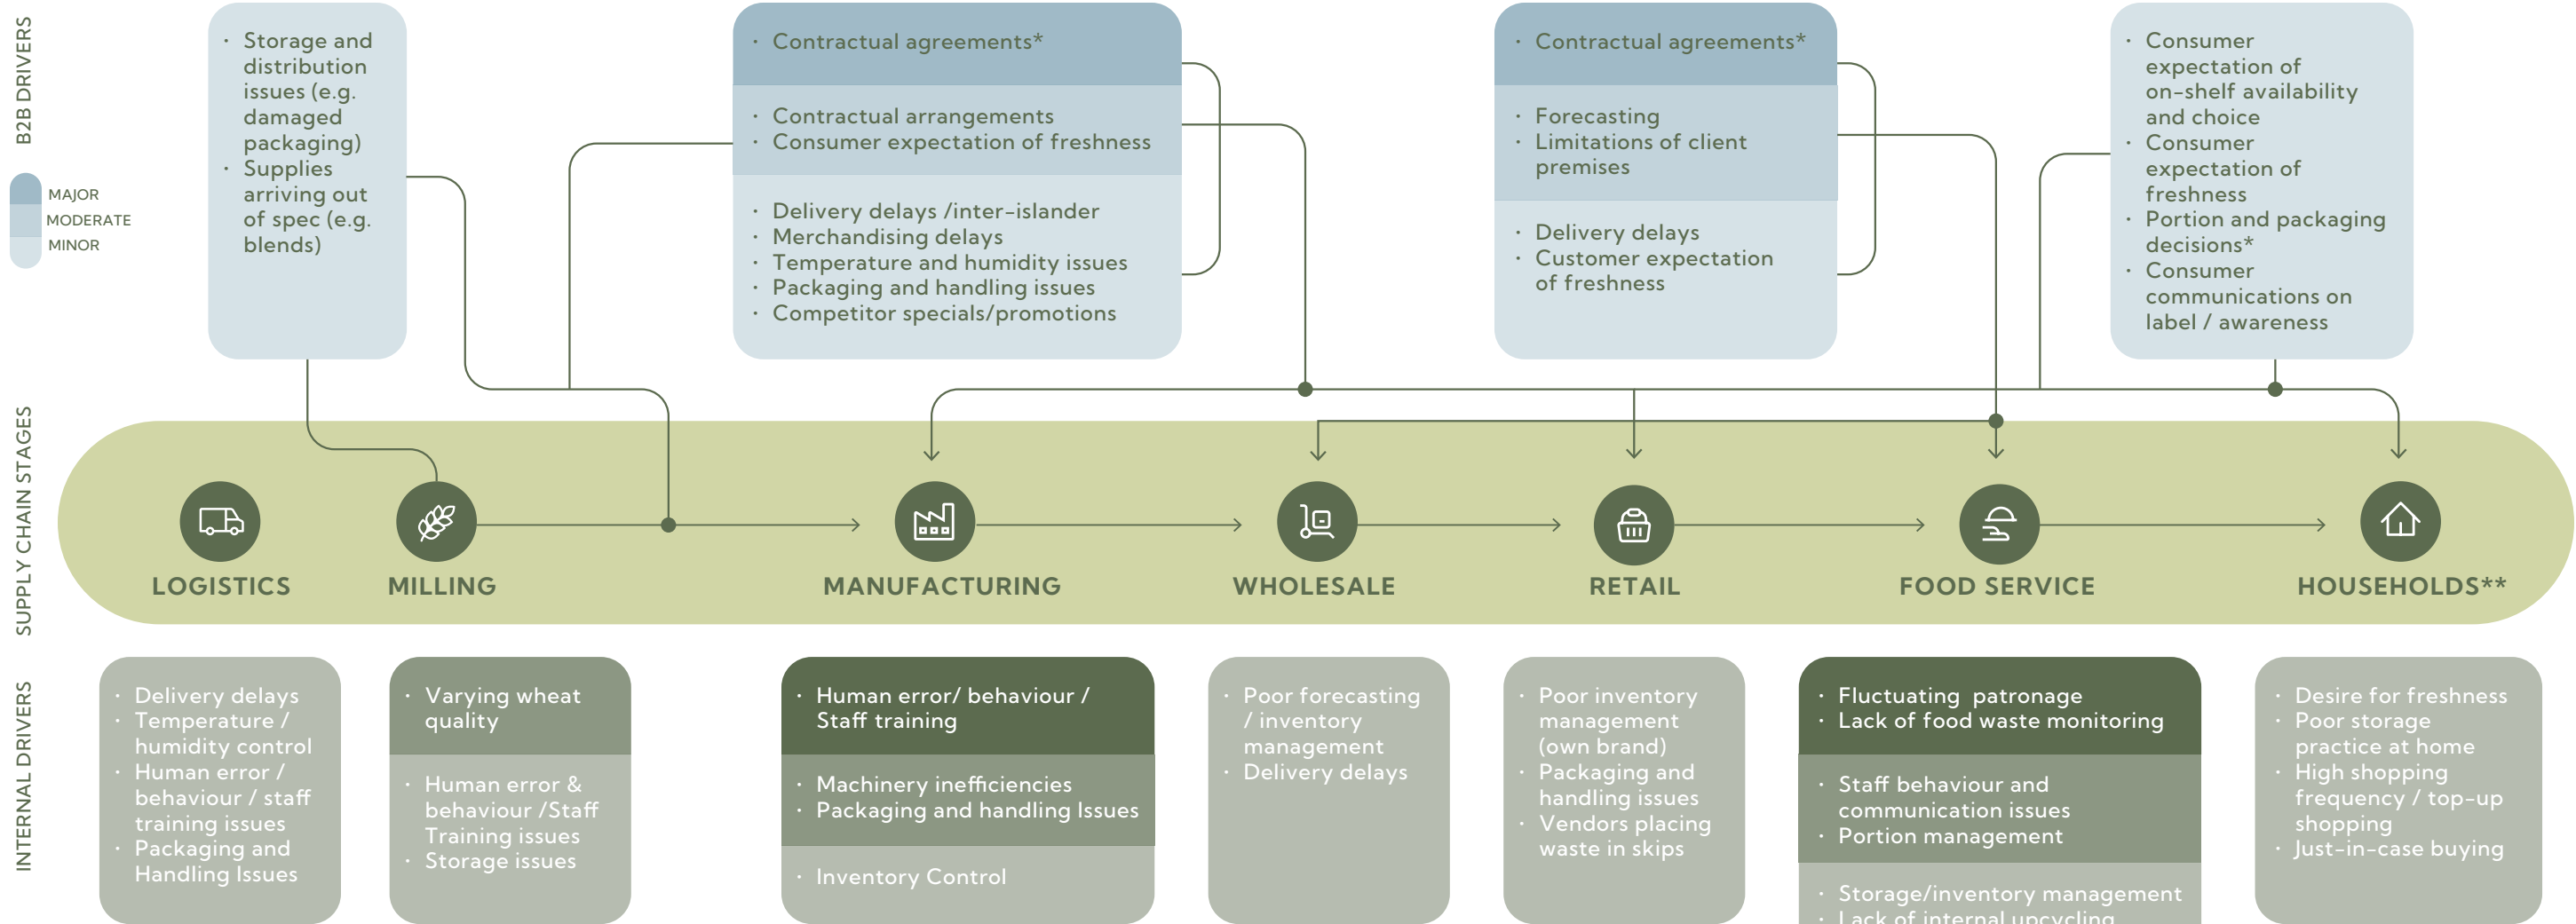 B2B DRIVERS
MAJOR
MODERATE
MINOR
· Storage and
distribution
issues (e.g.
damaged
packaging)
· Supplies
arriving out
of spec (e.g.
blends)
· Contractual agreements*
· Contractual arrangements
· Consumer expectation of freshness
· Delivery delays /inter-islander
· Merchandising delays
· Temperature and humidity issues
· Packaging and handling issues
· Competitor specials/promotions
· Contractual agreements*
· Forecasting
· Limitations of client
premises
· Delivery delays
· Customer expectation
of freshness
· Consumer
expectation of
on-shelf availability
and choice
· Consumer
expectation of
freshness
· Portion and packaging
decisions*
· Consumer
communications on
label / awareness
SUPPLY CHAIN STAGES
LOGISTICS
MILLING
MANUFACTURING
WHOLESALE
RETAIL
FOOD SERVICE
HOUSEHOLDS**
INTERNAL DRIVERS
· Delivery delays
· Temperature /
humidity control
· Human error /
behaviour / staff
training issues
· Packaging and
Handling Issues
· Varying wheat
quality
· Human error &
behaviour /Staff
Training issues
· Storage issues
· Human error/ behaviour /
Staff training
· Machinery inefficiencies
· Packaging and handling Issues
· Inventory Control
· Poor forecasting
/ inventory
management
· Delivery delays
· Poor inventory
management
(own brand)
· Packaging and
handling issues
· Vendors placing
waste in skips
· Fluctuating patronage
· Lack of food waste monitoring
· Staff behaviour and
communication issues
· Portion management
· Storage/inventory management
· Lack of internal upcycling
· Desire for freshness
· Poor storage
practice at home
· High shopping
frequency / top-up
shopping
· Just-in-case buying